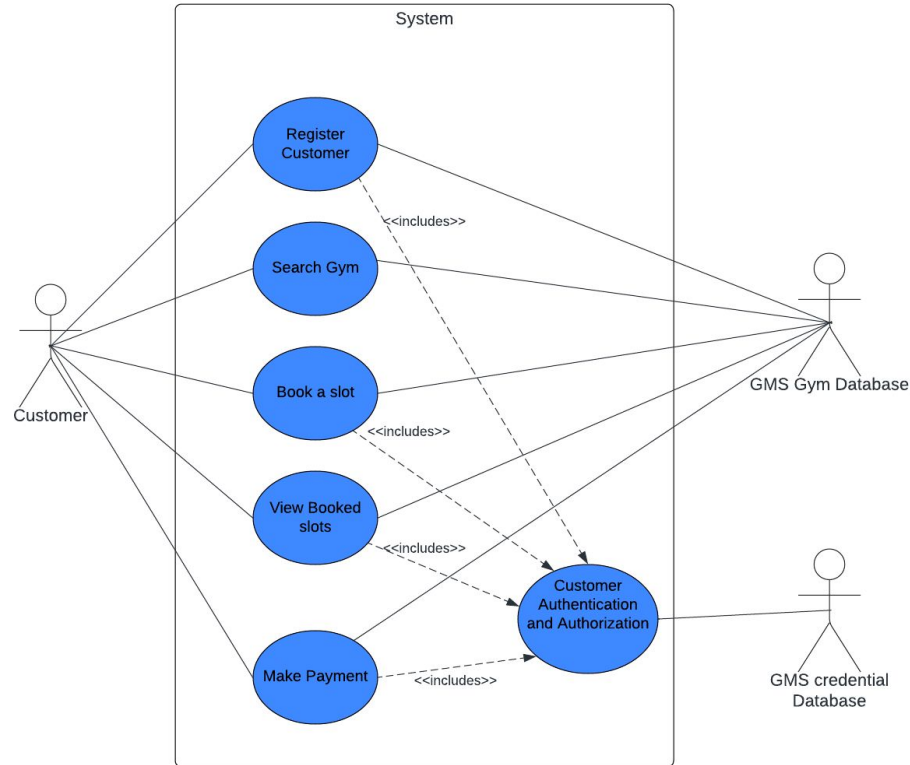 System
Register
Customer
<<includes>>
Search Gym
Customer
GMS Gym Database
Book a slot
<<includes>>
View Booked
slots
<<includes>>
Customer
Authentication
and Authorization
Make Payment
<<includes>>
GMS credential
Database